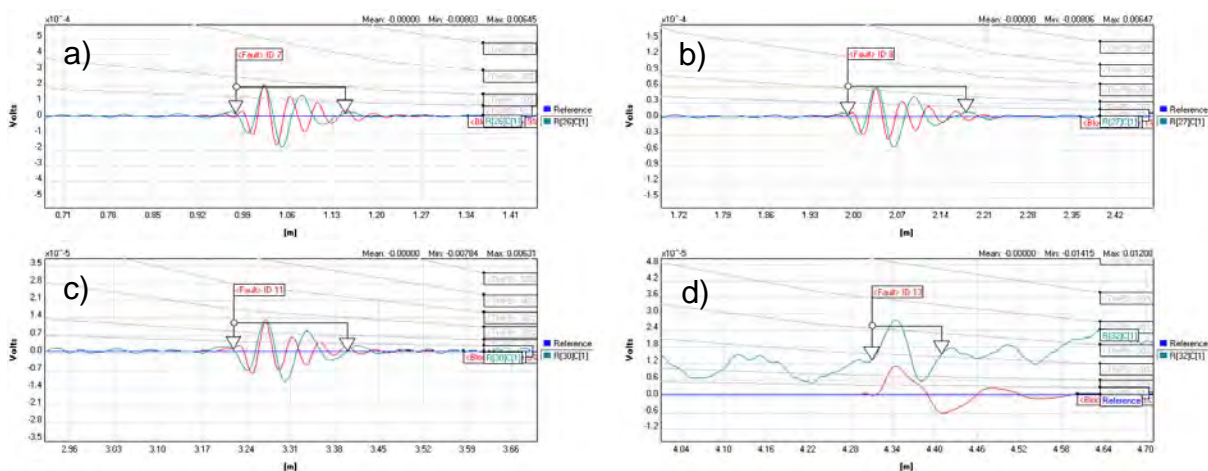 a)
x10^-4
Mean: -0.00000 Min: -0.00803 Max: 0.00645
5
4
3
2
1
0
-1
-2
-3
-4
-5
Volts
<Fault> ID 7
R[26]C[1]
Reference
R[26]C[1]
0.71 0.78 0.85 0.92 0.99 1.06 1.13 1.20 1.27 1.34 1.41
[m]
b)
x10^-4
Mean: -0.00000 Min: -0.00806 Max: 0.00647
1.5
1.2
0.9
0.6
0.3
0.0
-0.3
-0.6
-0.9
-1.2
-1.5
Volts
R[27]C[1]
Reference
R[27]C[1]
1.72 1.79 1.86 1.93 2.00 2.07 2.14 2.21 2.28 2.35 2.42
[m]
c)
x10^-5
Mean: -0.00000 Min: -0.00784 Max: 0.00631
3.5
2.8
2.1
1.4
0.7
0.0
-0.7
-1.4
-2.1
-2.8
-3.5
Volts
<Fault> ID 11
R[30]C[1]
Reference
R[30]C[1]
2.96 3.03 3.10 3.17 3.24 3.31 3.38 3.45 3.52 3.59 3.66
[m]
d)
x10^-5
Mean: -0.00000 Min: -0.01415 Max: 0.01208
4.8
4.2
3.6
3.0
2.4
1.8
1.2
0.6
0.0
-0.6
-1.2
Volts
<Fault> ID 13
R[32]C[1]
Reference
Reference
R[32]C[1]
4.04 4.10 4.16 4.22 4.28 4.34 4.40 4.46 4.52 4.58 4.64 4.70
[m]